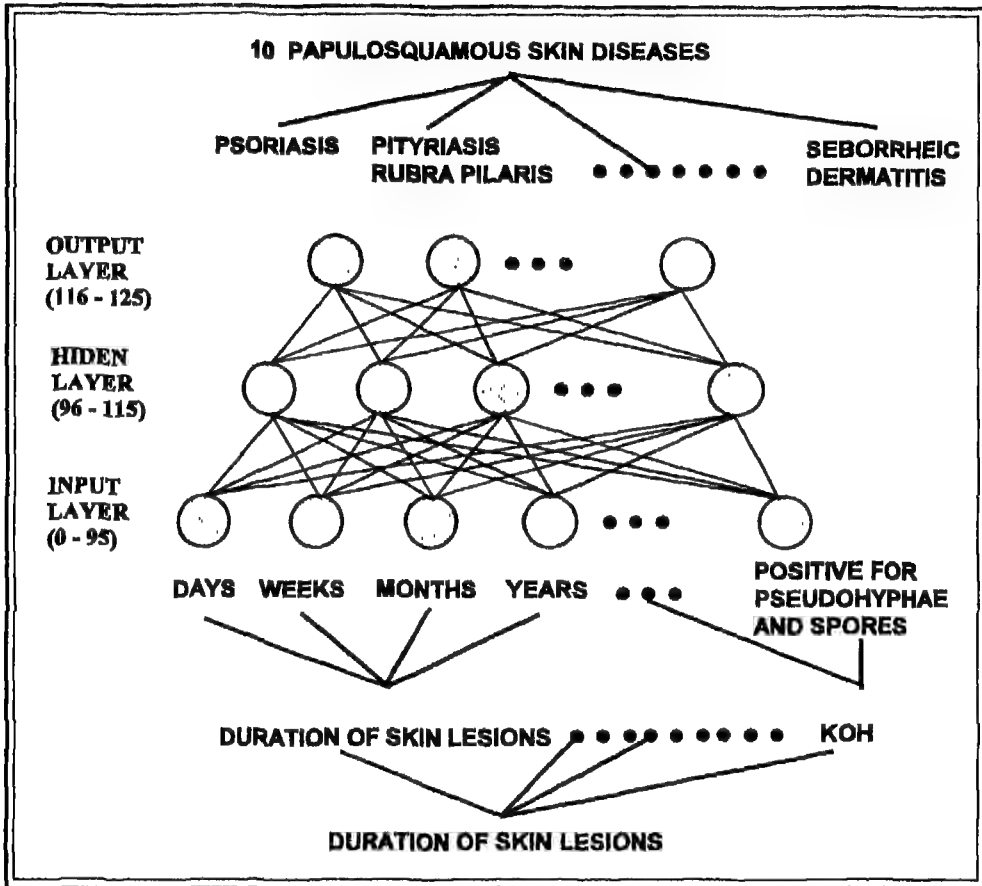 10 PAPULOSQUAMOUS SKIN DISEASES
PSORIASIS
PITYRIASIS
RUBRA PILARIS
SEBORRHEIC
DERMATITIS
OUTPUT
LAYER
(116 - 125)
HIDEN
LAYER
(96 - 115)
INPUT
LAYER
(0 - 95)
DAYS WEEKS MONTHS YEARS
POSITIVE FOR
PSEUDOHYPHAE
AND SPORES
DURATION OF SKIN LESIONS
KOH
DURATION OF SKIN LESIONS